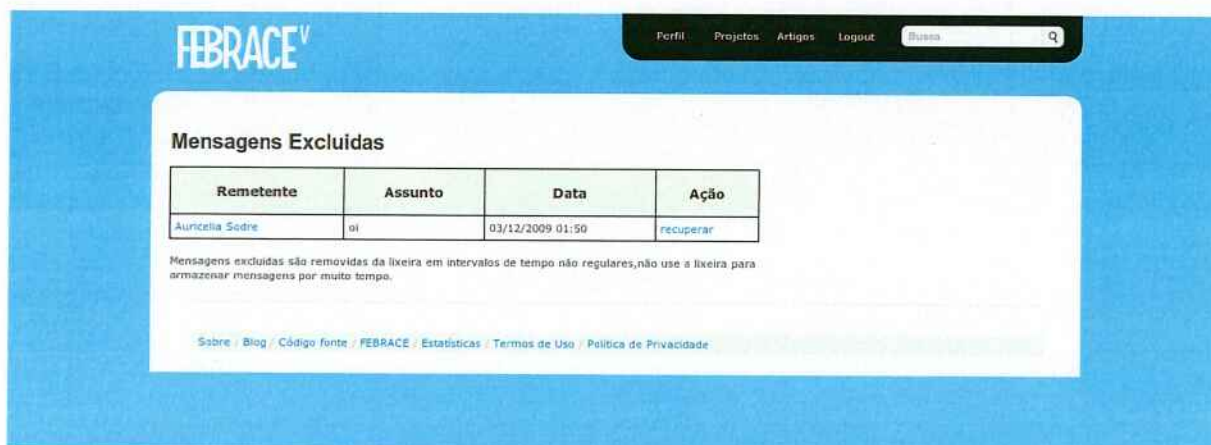 FEBRACE V
Perfil Projetos Artigos Logout Busca
Mensagens Excluidas
Remetente Assunto Data Ação
Auricelia Sodre oi 03/12/2009 01:50 recuperar
Mensagens excluidas são removidas da lixeira em intervalos de tempo não regulares,não use a lixeira para
armazenar mensagens por muito tempo.
Sobre / Blog / Código fonte / FEBRACE / Estatísticas / Termos de Uso / Política de Privacidade